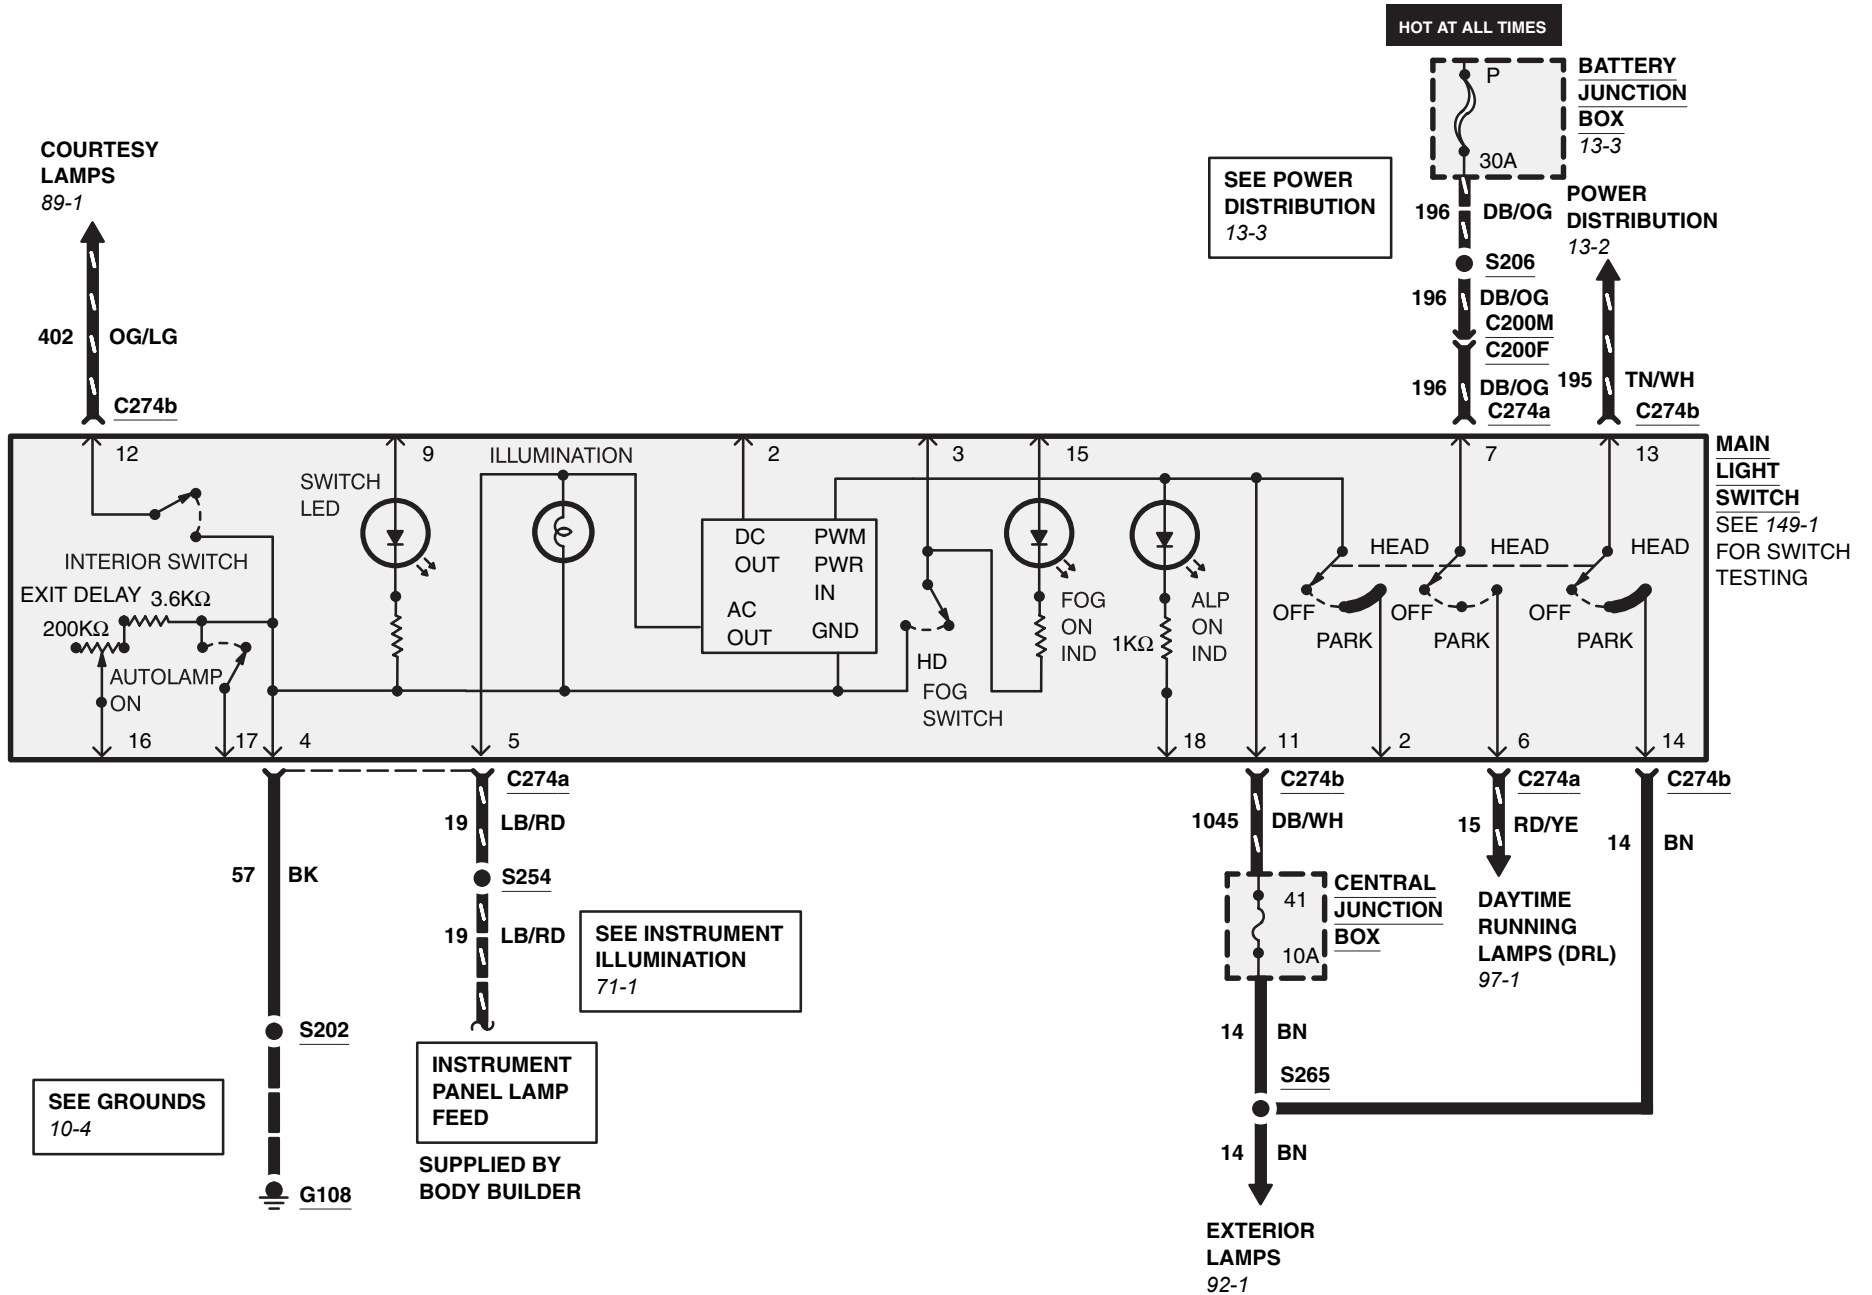 HOT AT ALL TIMES
P
30A
BATTERY
JUNCTION
BOX
13-3
COURTESY
LAMPS
89-1
SEE POWER
DISTRIBUTION
13-3
196 DB/OG
POWER
DISTRIBUTION
13-2
S206
196 DB/OG
C200M
C200F
402 OG/LG
196 DB/OG
195 TN/WH
C274b
C274a
C274b
12
9
ILLUMINATION
2
3
15
7
13
MAIN
LIGHT
SWITCH
SEE 149-1
FOR SWITCH
TESTING
SWITCH
LED
INTERIOR SWITCH
DC
OUT
PWM
PWR
IN
AC
OUT
GND
HEAD
HEAD
HEAD
EXIT DELAY
3.6KΩ
200KΩ
AUTOLAMP
ON
FOG
ON
IND
1KΩ
ALP
ON
IND
OFF
OFF
OFF
PARK
PARK
PARK
HD
FOG
SWITCH
16
17
4
5
18
11
2
6
14
C274a
C274b
C274a
C274b
19 LB/RD
1045 DB/WH
15 RD/YE
14 BN
57 BK
S254
19 LB/RD
SEE INSTRUMENT
ILLUMINATION
71-1
41
10A
CENTRAL
JUNCTION
BOX
DAYTIME
RUNNING
LAMPS (DRL)
97-1
S202
14 BN
INSTRUMENT
PANEL LAMP
FEED
S265
SEE GROUNDS
10-4
14 BN
SUPPLIED BY
BODY BUILDER
G108
EXTERIOR
LAMPS
92-1